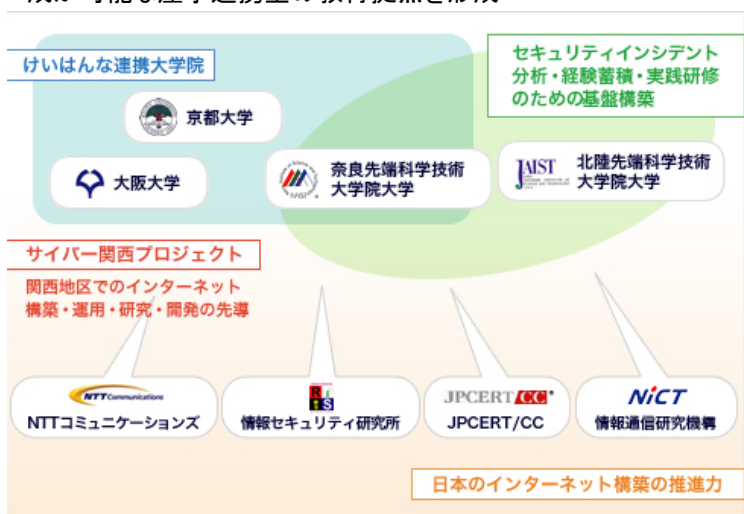 けいはんな連携大学院
セキュリティインシデント
分析・経験蓄積・実践研修
のための基盤構築
京都大学
大阪大学
奈良先端科学技術
大学院大学
JAIST
北陸先端科学技術
大学院大学
サイバー関西プロジェクト
関西地区でのインターネット
構築・運用・研究・開発の先導
NTT Communications
NTTコミュニケーションズ
RIIS
情報セキュリティ研究所
JPCERT CC
JPCERT/CC
NICT
情報通信研究機構
日本のインターネット構築の推進力